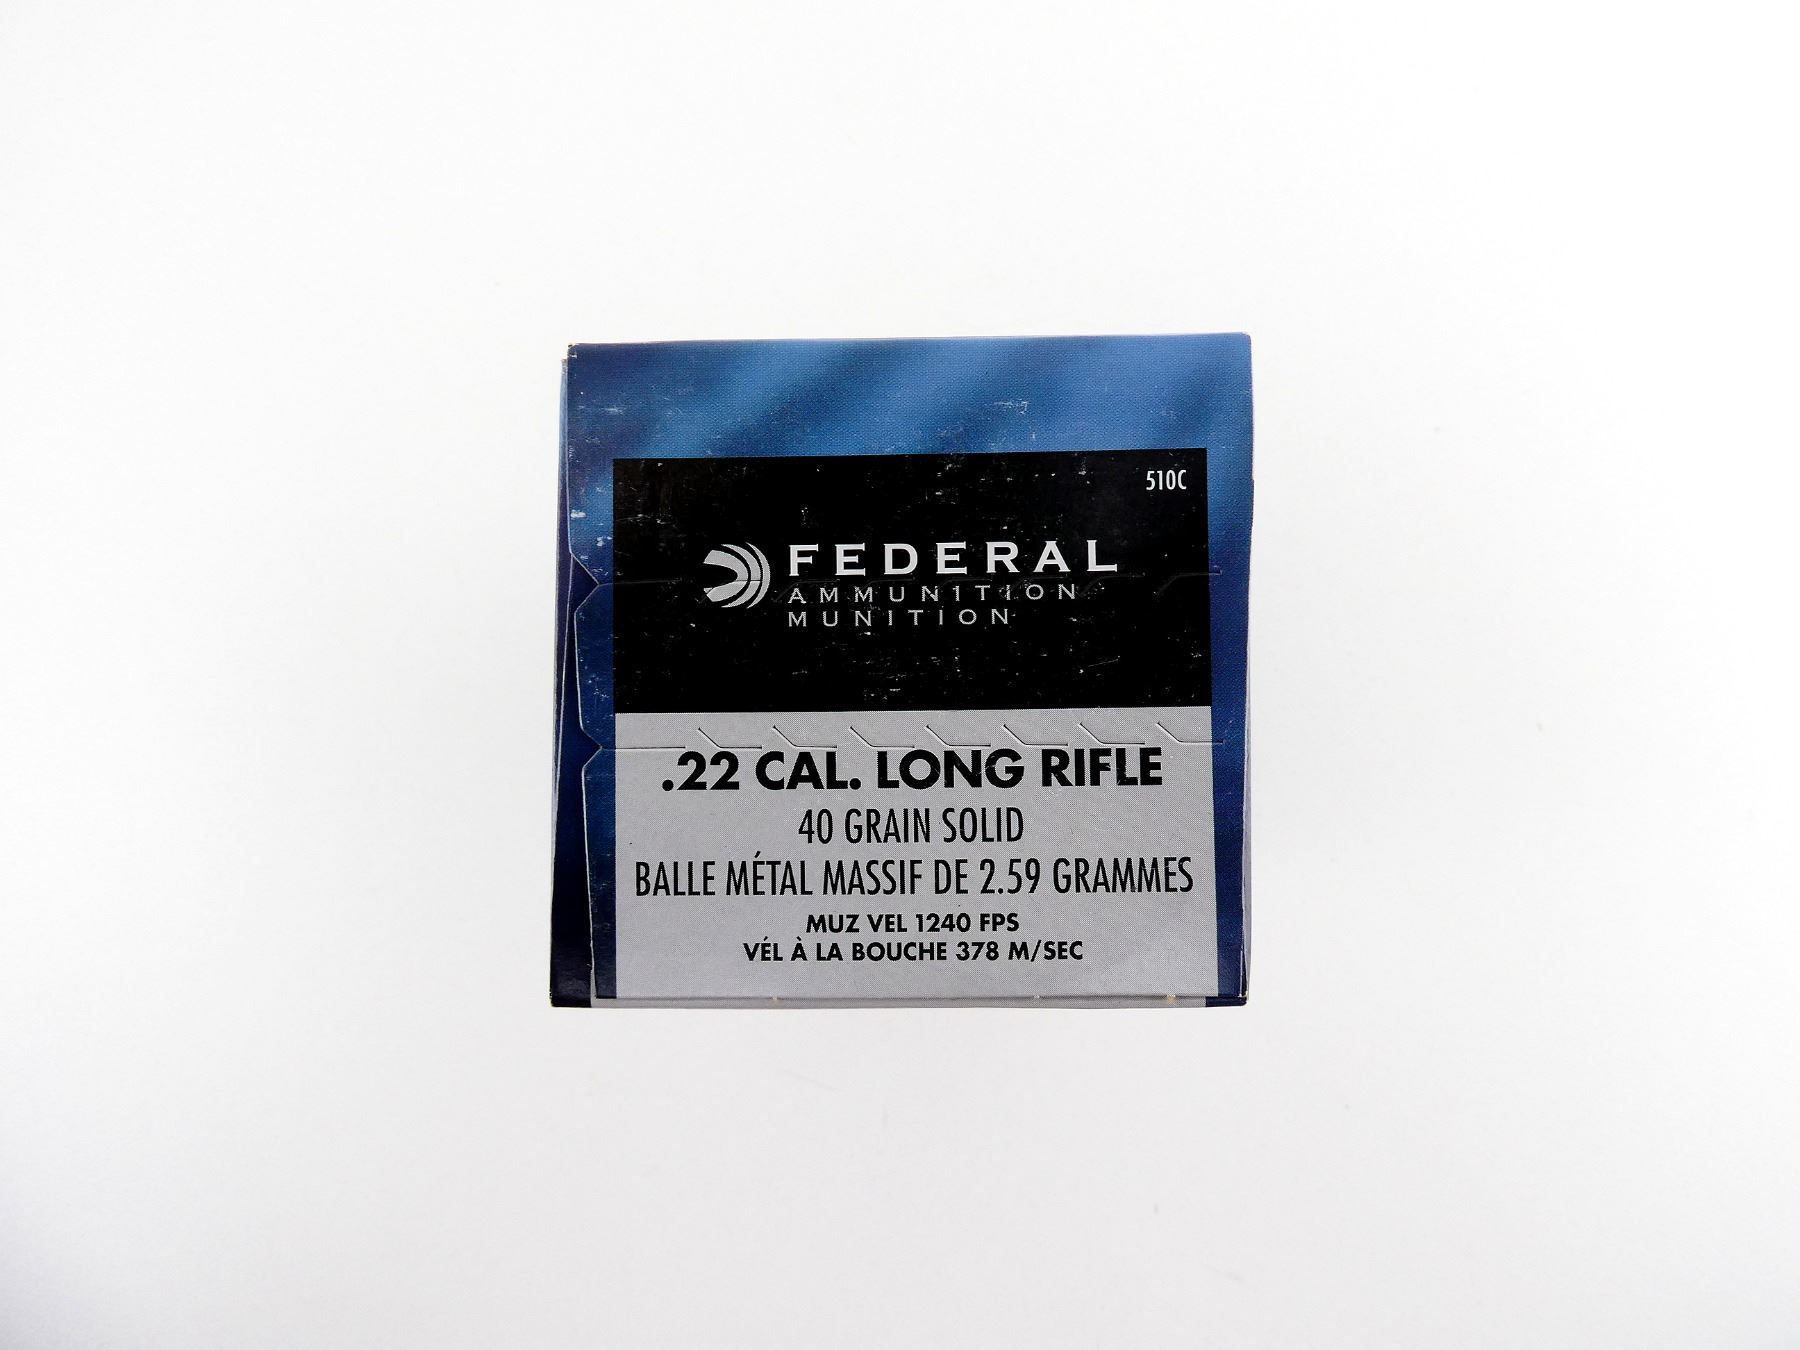 510C
FEDERAL
AMMUNITION
MUNITION
.22 CAL. LONG RIFLE
40 GRAIN SOLID
BALLE MÉTAL MASSIF DE 2.59 GRAMMES
MUZ VEL 1240 FPS
VÉL À LA BOUCHE 378 M/SEC